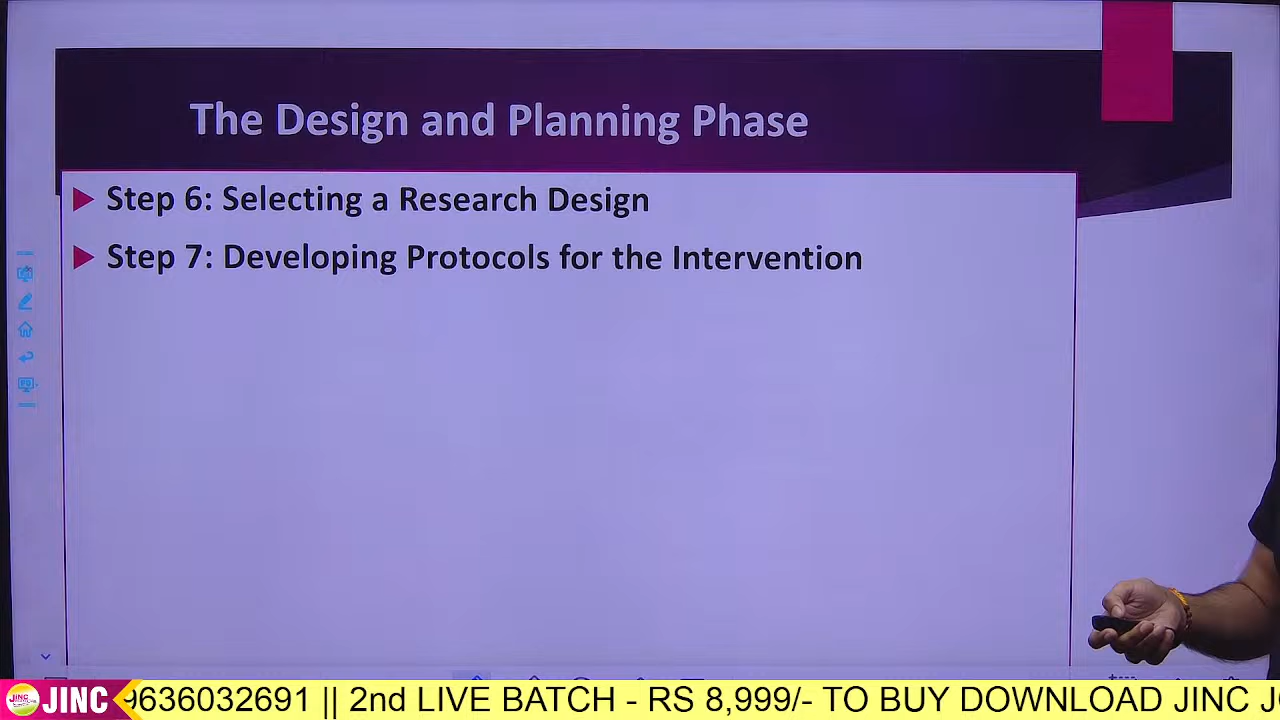 The Design and Planning Phase
Step 6: Selecting a Research Design
Step 7: Developing Protocols for the Intervention
JINC 9636032691 || 2nd LIVE BATCH - RS 8,999/- TO BUY DOWNLOAD JINC